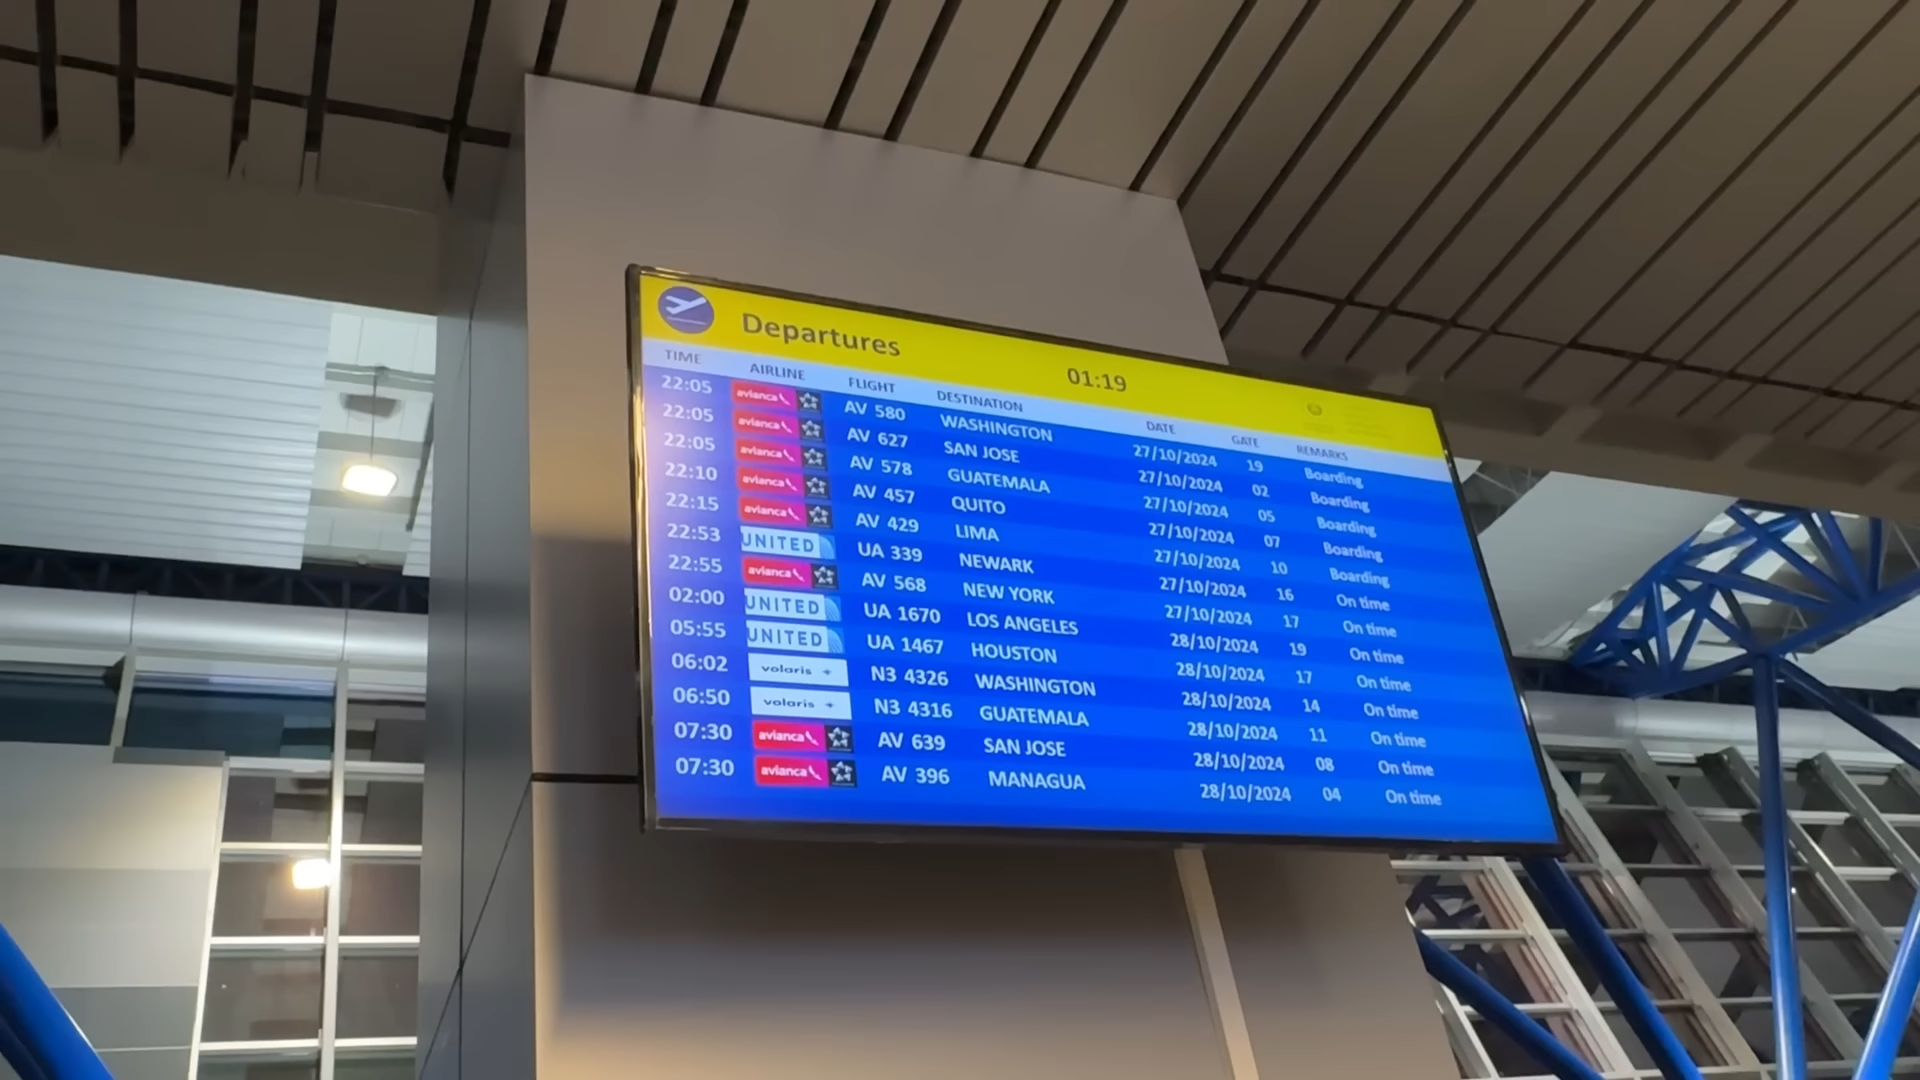 Departures 01:19
TIME AIRLINE FLIGHT DESTINATION DATE GATE REMARKS
22:05 avianca AV 580 WASHINGTON 27/10/2024 19 Boarding
22:05 avianca AV 627 SAN JOSE 27/10/2024 02 Boarding
22:05 avianca AV 578 GUATEMALA 27/10/2024 05 Boarding
22:10 avianca AV 457 QUITO 27/10/2024 07 Boarding
22:15 avianca AV 429 LIMA 27/10/2024 10 Boarding
22:53 UNITED UA 339 NEWARK 27/10/2024 16 On time
22:55 avianca AV 568 NEW YORK 27/10/2024 17 On time
02:00 UNITED UA 1670 LOS ANGELES 28/10/2024 19 On time
05:55 UNITED UA 1467 HOUSTON 28/10/2024 17 On time
06:02 volaris N3 4326 WASHINGTON 28/10/2024 14 On time
06:50 volaris N3 4316 GUATEMALA 28/10/2024 11 On time
07:30 avianca AV 639 SAN JOSE 28/10/2024 08 On time
07:30 avianca AV 396 MANAGUA 28/10/2024 04 On time